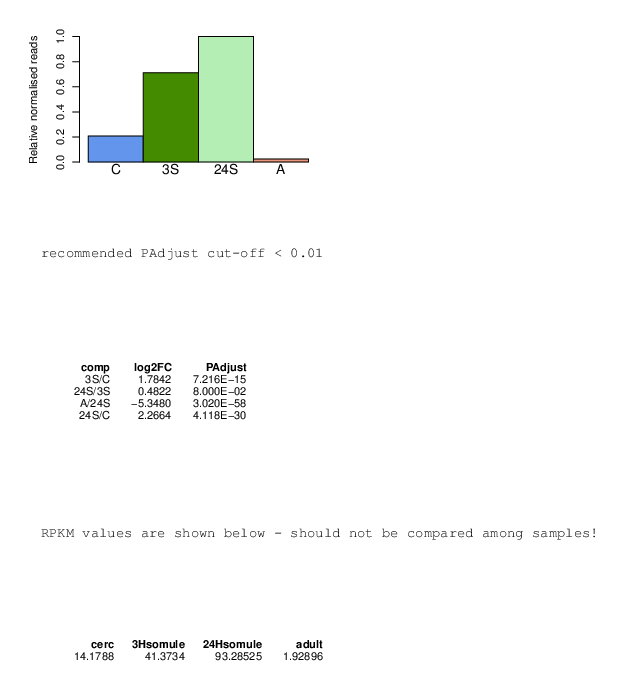 Relative normalised reads
1.0
0.8
0.6
0.4
0.2
0.0
C 3S 24S A
recommended PAdjust cut-off < 0.01
comp log2FC PAdjust
3S/C 1.7842 7.216E−15
24S/3S 0.4822 8.000E−02
A/24S −5.3480 3.020E−58
24S/C 2.2664 4.118E−30
RPKM values are shown below - should not be compared among samples!
cerc 3Hsomule 24Hsomule adult
14.1788 41.3734 93.28525 1.92896